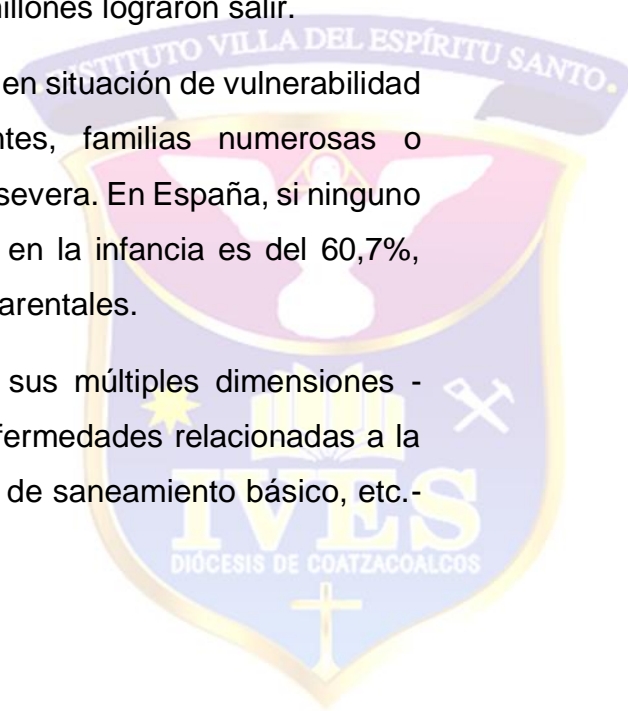 millones lograron salir.
INSTITUTO VILLA DEL ESPÍRITU SANTO.
en situación de vulnerabilidad
ntes, familias numerosas o
severa. En España, si ninguno
en la infancia es del 60,7%,
arentales.
sus múltiples dimensiones -
fermedades relacionadas a la
de saneamiento básico, etc.-
IVES
DIÓCESIS DE COATZACOALCOS